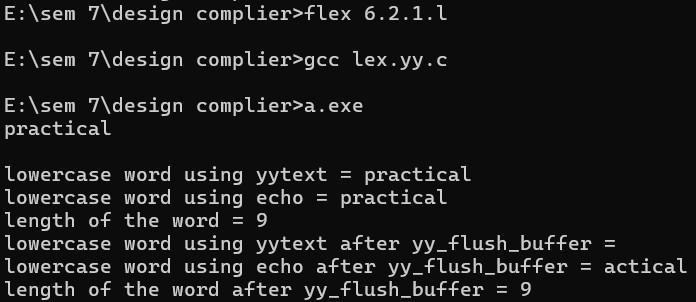 E:\sem 7\design complier>flex 6.2.1.l
E:\sem 7\design complier>gcc lex.yy.c
E:\sem 7\design complier>a.exe
practical
lowercase word using yytext = practical
lowercase word using echo = practical
length of the word = 9
lowercase word using yytext after yy_flush_buffer =
lowercase word using echo after yy_flush_buffer = actical
length of the word after yy_flush_buffer = 9